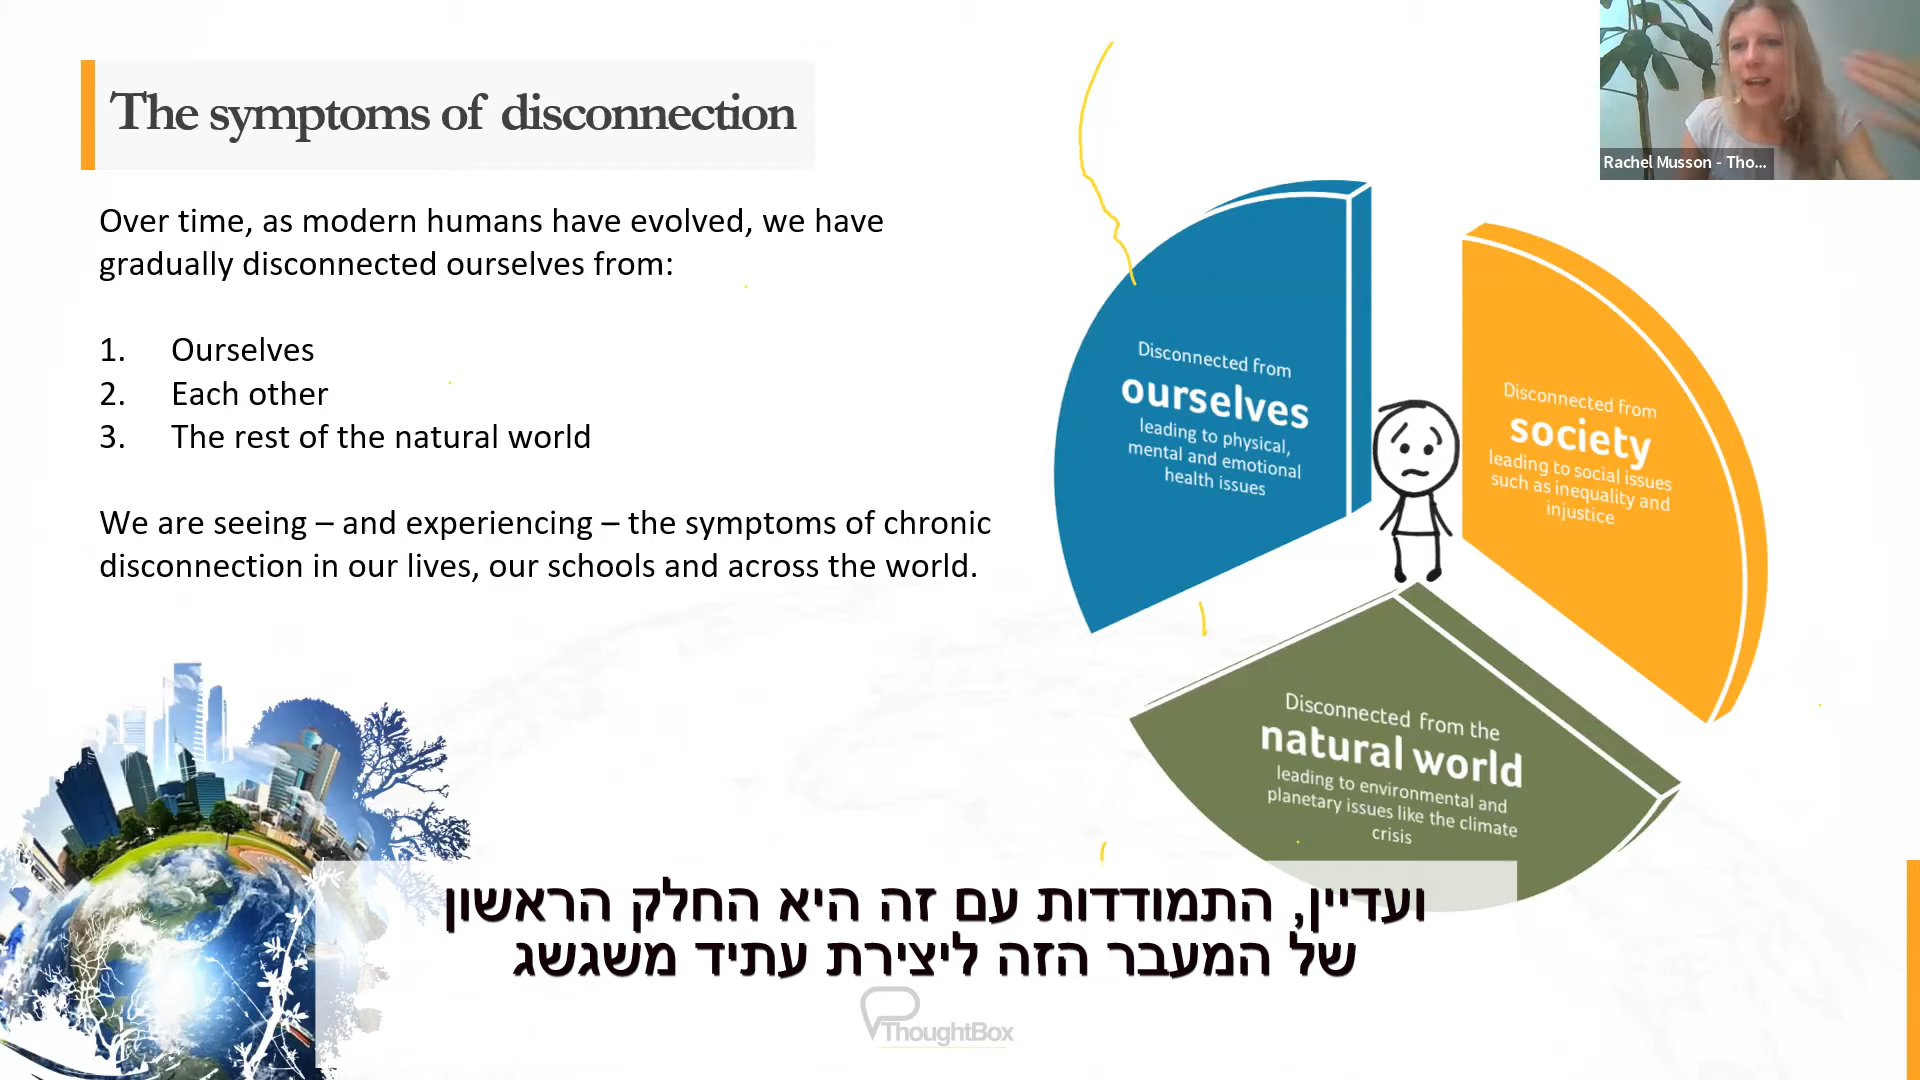 The symptoms of disconnection
Rachel Musson - Tho...
Over time, as modern humans have evolved, we have
gradually disconnected ourselves from:
1. Ourselves
2. Each other
3. The rest of the natural world
We are seeing – and experiencing – the symptoms of chronic
disconnection in our lives, our schools and across the world.
Disconnected from
ourselves
leading to physical,
mental and emotional
health issues
Disconnected from
society
leading to social issues
such as inequality and
injustice
Disconnected from the
natural world
leading to environmental and
planetary issues like the climate
crisis
ועדיין, התמודדות עם זה היא החלק הראשון
של המעבר הזה ליצירת עתיד משגשג
ThoughtBox